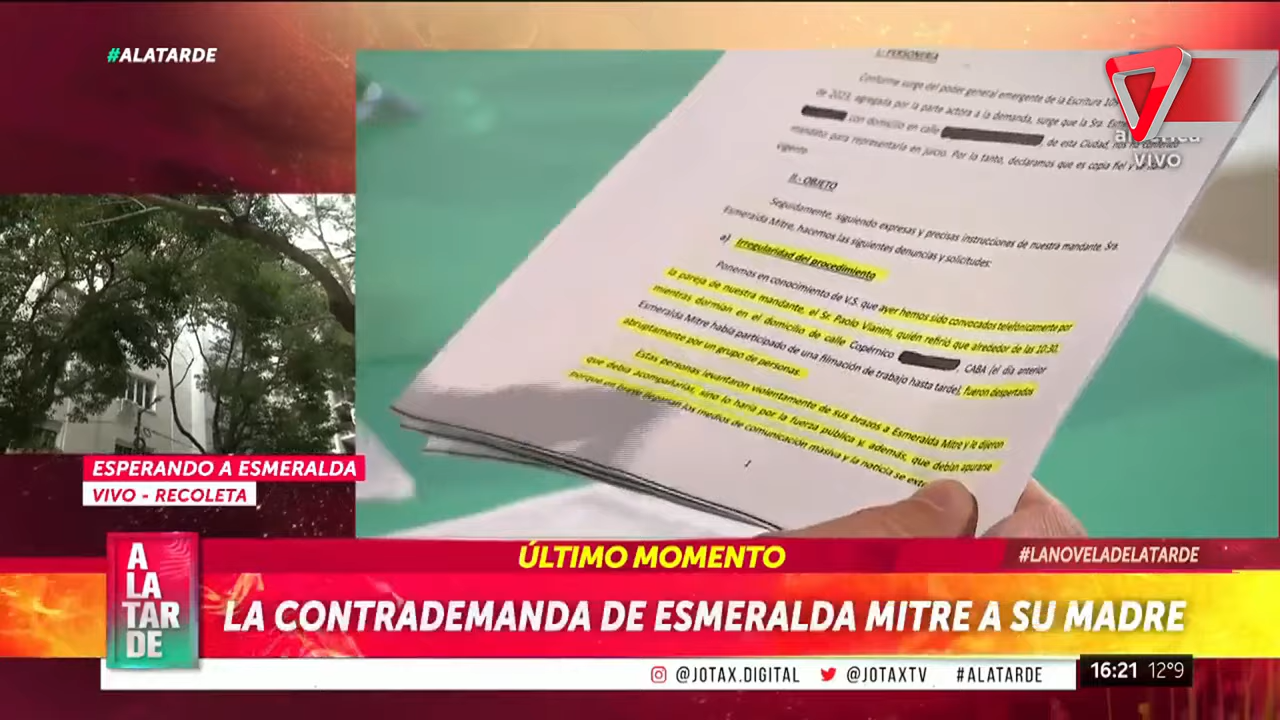 #ALATARDE
I.- PERSONERÍA
Conforme surge del poder general emergente de la Escritura
de 2023, agregada por la parte actora a la demanda, surge que la Sra.
con domicilio en calle , de esta Ciudad, nos ha conferido
mandato para representarla en juicio. Por lo tanto, declaramos que es copia fiel y
vigente.
II.- OBJETO
Seguidamente, siguiendo expresas y precisas instrucciones de nuestra mandante, Sra.
Esmeralda Mitre, hacemos las siguientes denuncias y solicitudes:
a) Irregularidad del procedimiento
Ponemos en conocimiento de V.S. que ayer hemos sido convocados telefónicamente por
la pareja de nuestra mandante, el Sr. Paolo Vianini, quien refirió que alrededor de las 10:30,
mientras dormían en el domicilio de calle Copérnico , CABA (el día anterior
Esmeralda Mitre había participado de una filmación de trabajo hasta tarde), fueron despertados
abruptamente por un grupo de personas.
Estas personas levantaron violentamente de sus brazos a Esmeralda Mitre y le dijeron
que debía acompañarlas, sino lo haría por la fuerza pública y, además, que debían apurarse
porque en breve llegarían los medios de comunicación masiva y la noticia se
américa
VIVO
ESPERANDO A ESMERALDA
VIVO - RECOLETA
ÚLTIMO MOMENTO
#LANOVELADELATARDE
A
LA
TAR
DE
LA CONTRADEMANDA DE ESMERALDA MITRE A SU MADRE
@JOTAX.DIGITAL @JOTAXTV #ALATARDE
16:21 12°9